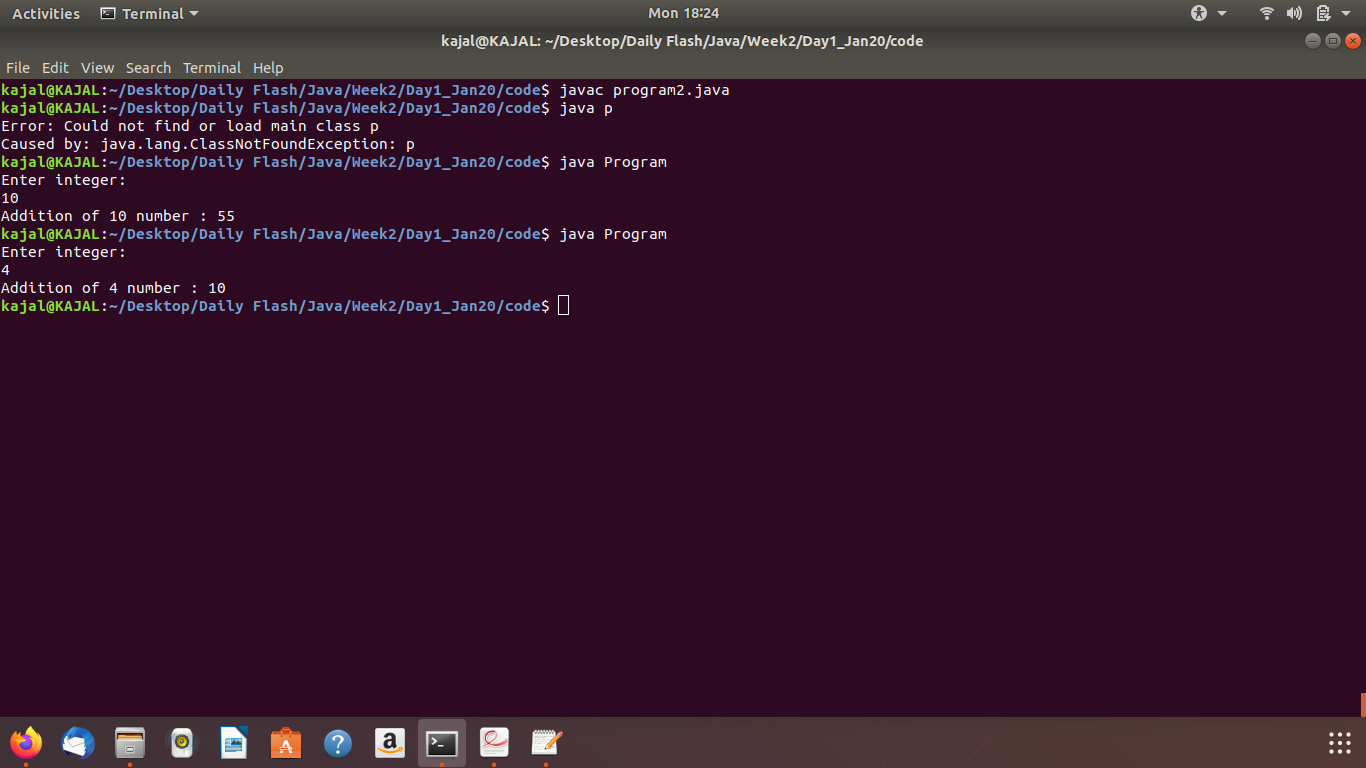 Activities Terminal Mon 18:24
kajal@KAJAL: ~/Desktop/Daily Flash/Java/Week2/Day1_Jan20/code
File Edit View Search Terminal Help
kajal@KAJAL:~/Desktop/Daily Flash/Java/Week2/Day1_Jan20/code$ javac program2.java
kajal@KAJAL:~/Desktop/Daily Flash/Java/Week2/Day1_Jan20/code$ java p
Error: Could not find or load main class p
Caused by: java.lang.ClassNotFoundException: p
kajal@KAJAL:~/Desktop/Daily Flash/Java/Week2/Day1_Jan20/code$ java Program
Enter integer:
10
Addition of 10 number : 55
kajal@KAJAL:~/Desktop/Daily Flash/Java/Week2/Day1_Jan20/code$ java Program
Enter integer:
4
Addition of 4 number : 10
kajal@KAJAL:~/Desktop/Daily Flash/Java/Week2/Day1_Jan20/code$